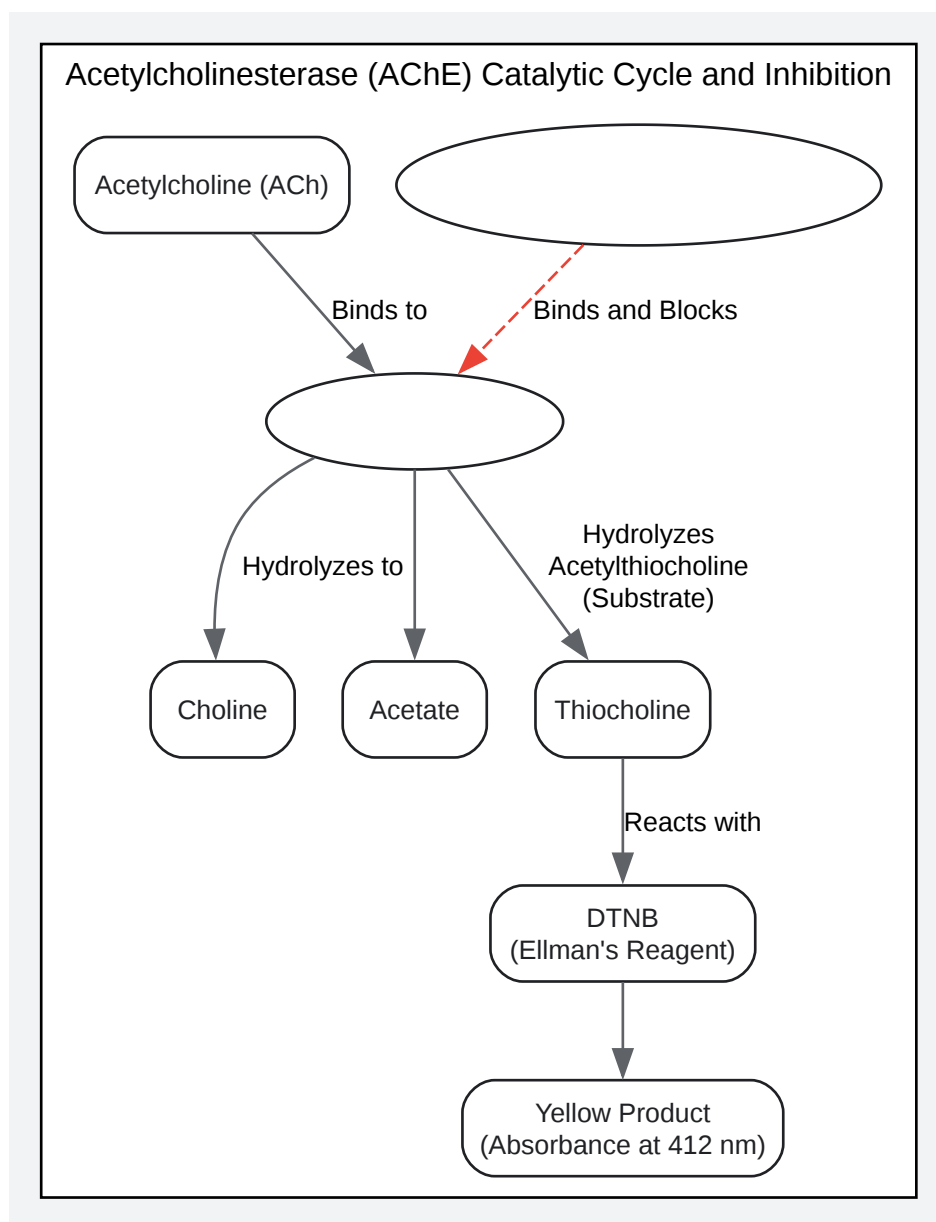 Acetylcholinesterase (AChE) Catalytic Cycle and Inhibition
Acetylcholine (ACh)
Binds to
Binds and Blocks
Hydrolyzes to
Hydrolyzes
Acetylthiocholine
(Substrate)
Choline
Acetate
Thiocholine
Reacts with
DTNB
(Ellman's Reagent)
Yellow Product
(Absorbance at 412 nm)